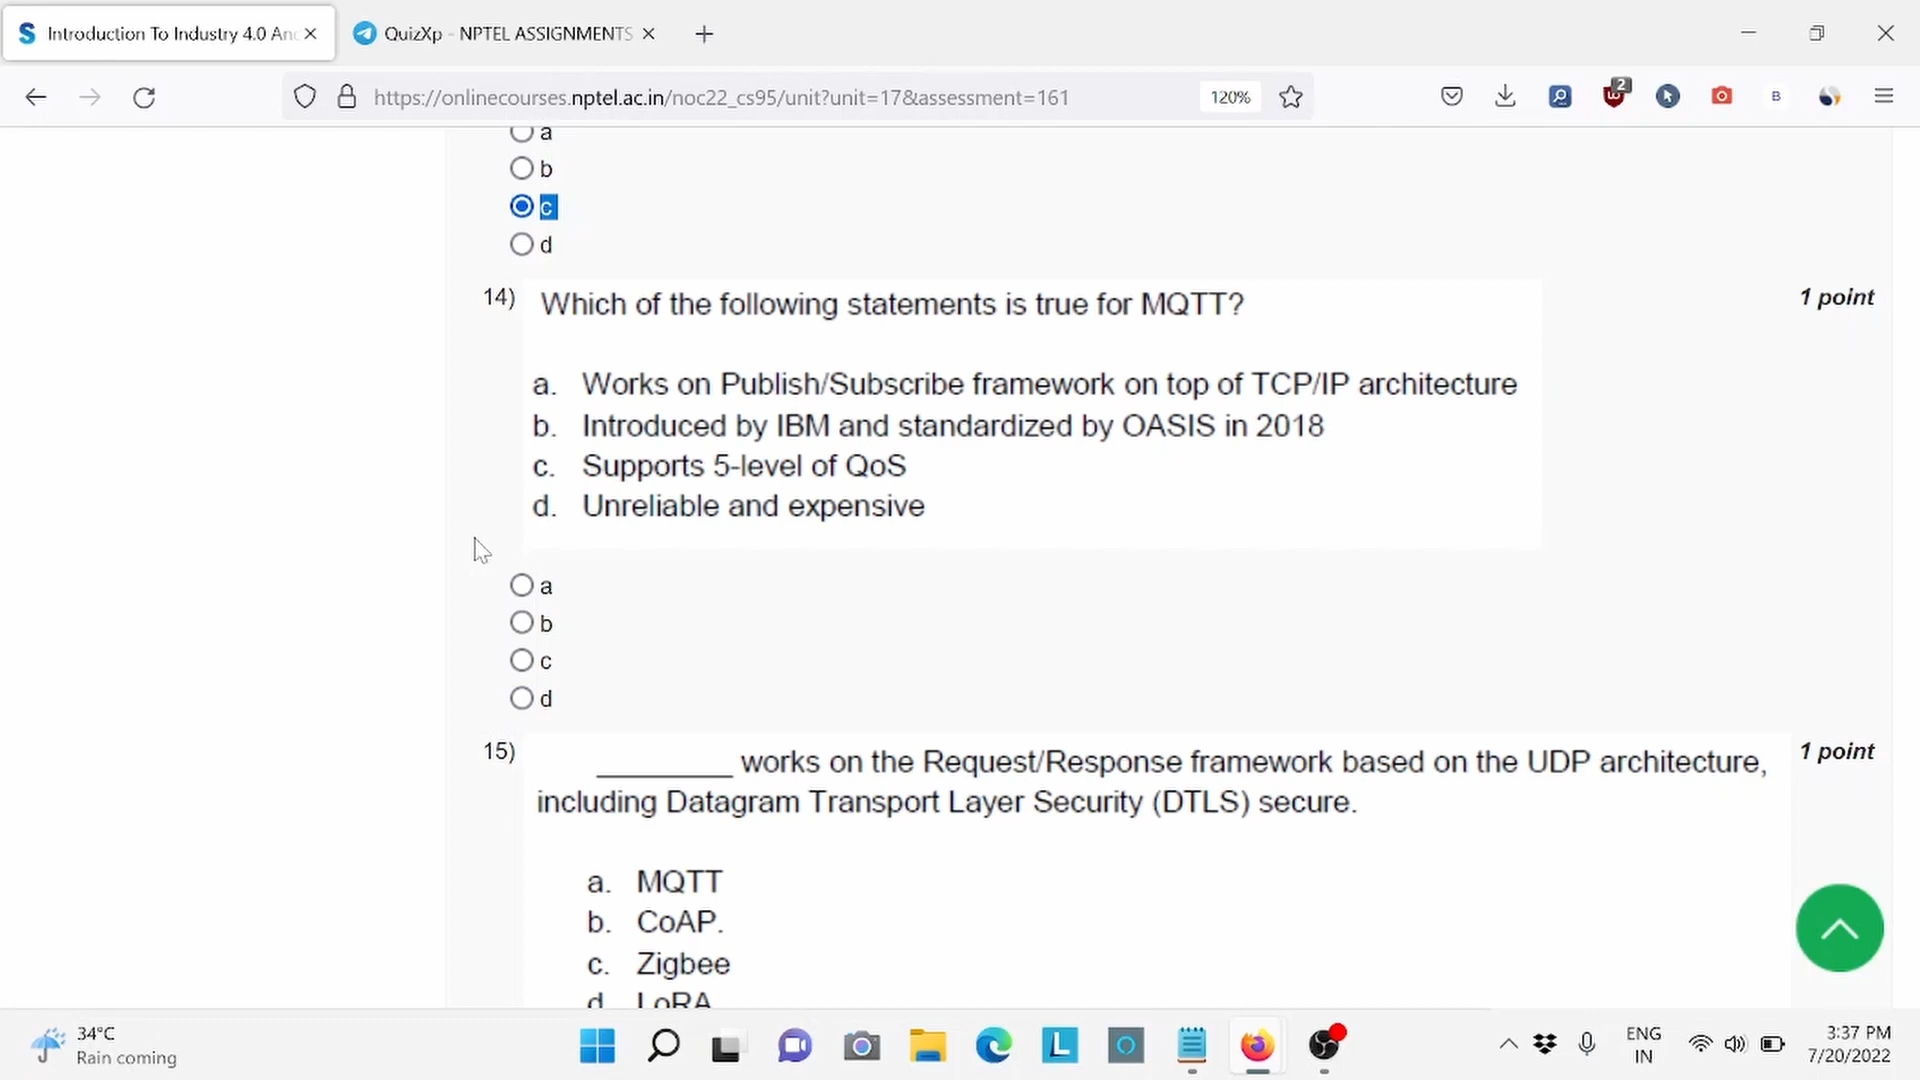 Introduction To Industry 4.0 And
QuizXp - NPTEL ASSIGNMENTS
https://onlinecourses.nptel.ac.in/noc22_cs95/unit?unit=17&assessment=161
120%
2
B
a
b
c
d
14) Which of the following statements is true for MQTT?
1 point
a. Works on Publish/Subscribe framework on top of TCP/IP architecture
b. Introduced by IBM and standardized by OASIS in 2018
c. Supports 5-level of QoS
d. Unreliable and expensive
a
b
c
d
15) ________ works on the Request/Response framework based on the UDP architecture,
1 point
including Datagram Transport Layer Security (DTLS) secure.
a. MQTT
b. CoAP.
c. Zigbee
d. LoRA
34°C
Rain coming
L
ENG
IN
3:37 PM
7/20/2022